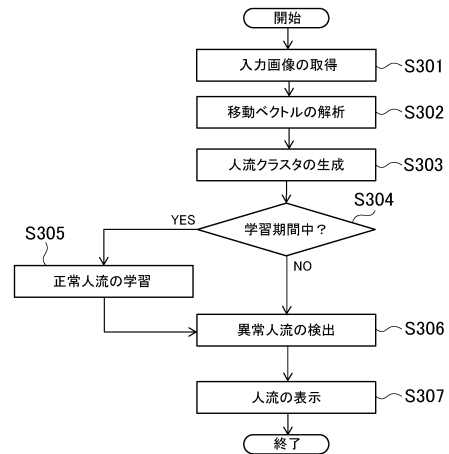 開始
入力画像の取得
S301
移動ベクトルの解析
S302
人流クラスタの生成
S303
S304
学習期間中？
YES
S305
正常人流の学習
NO
異常人流の検出
S306
人流の表示
S307
終了